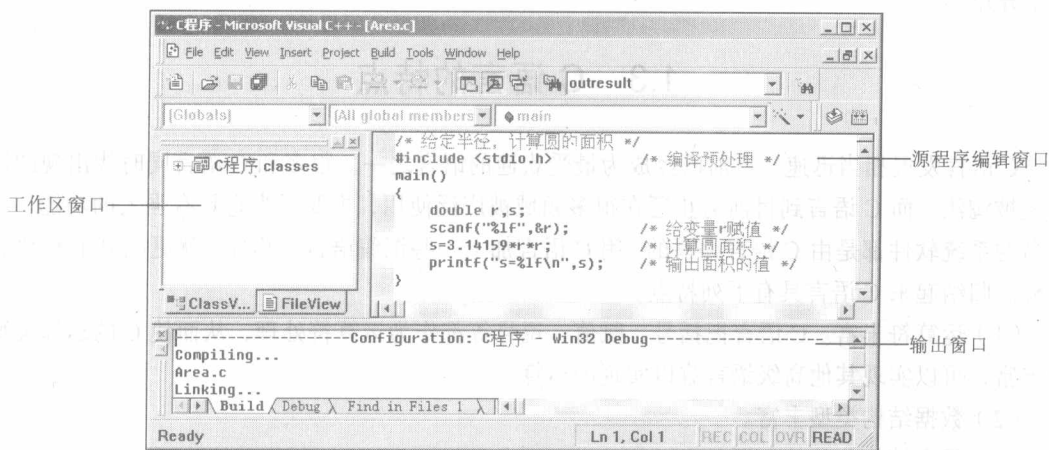 C程序 - Microsoft Visual C++ - [Area.c]
File Edit View Insert Project Build Tools Window Help
outresult
(Globals) (All global members main
C程序 classes
ClassV... FileView
/* 给定半径，计算圆的面积 */
#include <stdio.h> /* 编译预处理 */
main()
{
double r,s;
scanf("%lf",&r); /* 给变量r赋值 */
s=3.14159*r*r; /* 计算圆面积 */
printf("s=%lf\n",s); /* 输出面积的值 */
}
工作区窗口
源程序编辑窗口
--------------------Configuration: C程序 - Win32 Debug--------------------
Compiling...
Area.c
Linking...
输出窗口
Build Debug Find in Files 1
Ready Ln 1, Col 1 REC COL OVR READ